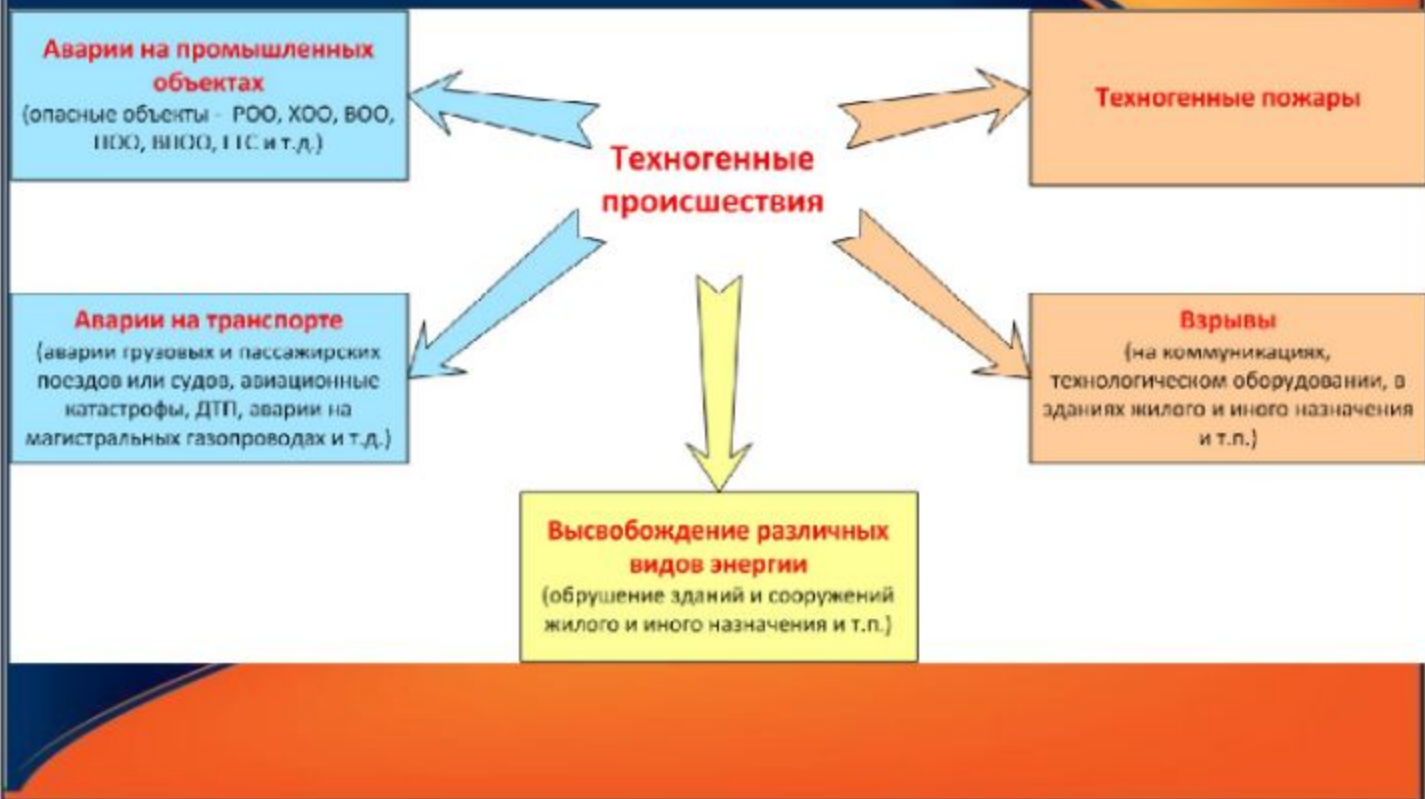 Аварии на промышленных
объектах
(опасные объекты - РОО, ХОО, ВОО,
ПОО, ВПОО, ГТС и т.д.)
Техногенные пожары
Техногенные
происшествия
Аварии на транспорте
(аварии грузовых и пассажирских
поездов или судов, авиационные
катастрофы, ДТП, аварии на
магистральных газопроводах и т.д.)
Взрывы
(на коммуникациях,
технологическом оборудовании, в
зданиях жилого и иного назначения
и т.п.)
Высвобождение различных
видов энергии
(обрушение зданий и сооружений
жилого и иного назначения и т.п.)